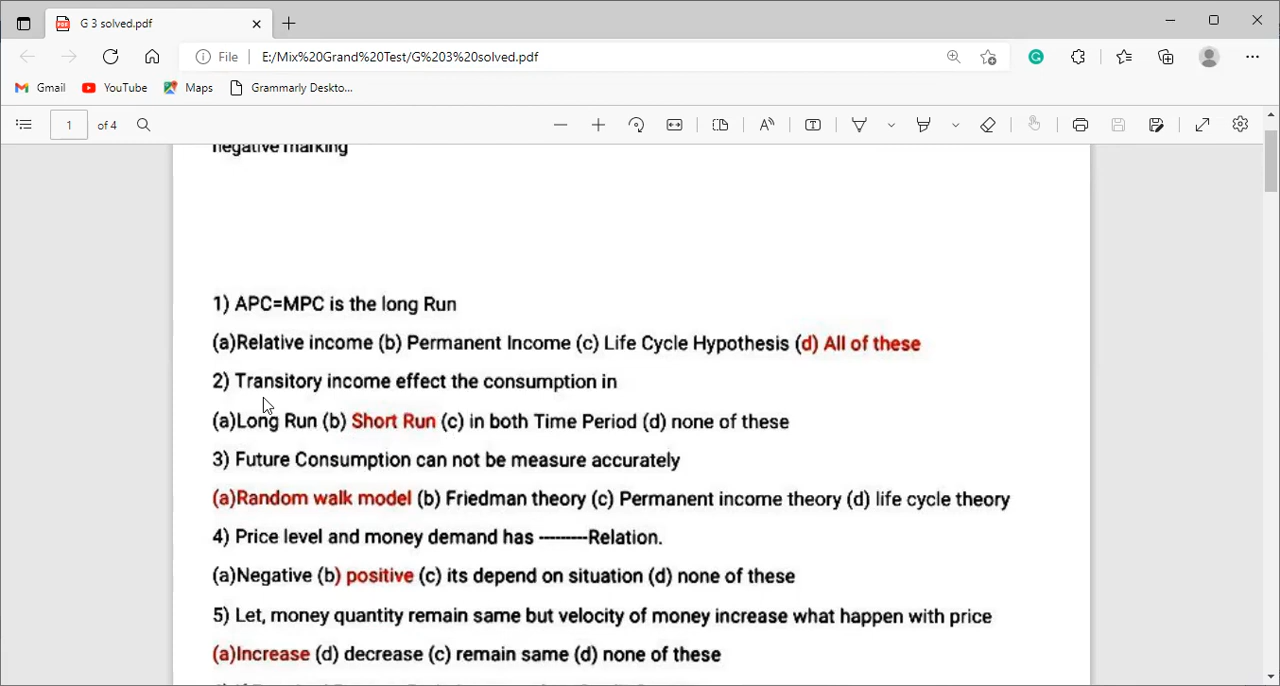 G 3 solved.pdf
File E:/Mix%20Grand%20Test/G%203%20solved.pdf
Gmail YouTube Maps Grammarly Deskto...
1 of 4
negative marking
1) APC=MPC is the long Run
(a)Relative income (b) Permanent Income (c) Life Cycle Hypothesis (d) All of these
2) Transitory income effect the consumption in
(a)Long Run (b) Short Run (c) in both Time Period (d) none of these
3) Future Consumption can not be measure accurately
(a)Random walk model (b) Friedman theory (c) Permanent income theory (d) life cycle theory
4) Price level and money demand has ---------Relation.
(a)Negative (b) positive (c) its depend on situation (d) none of these
5) Let, money quantity remain same but velocity of money increase what happen with price
(a)Increase (d) decrease (c) remain same (d) none of these